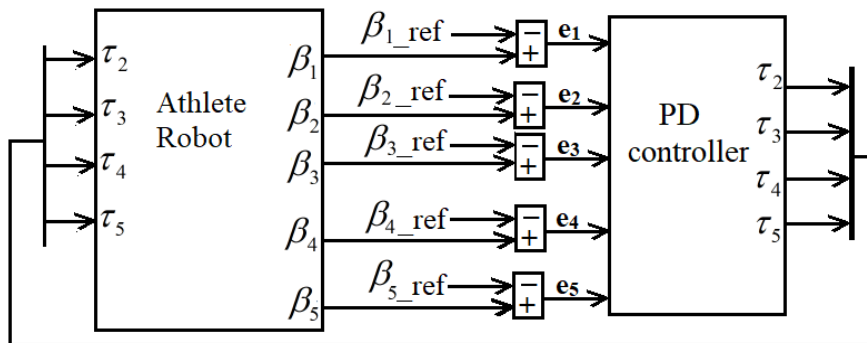 τ₂
τ₃
τ₄
τ₅
Athlete
Robot
β₁
β₂
β₃
β₄
β₅
β₁_ref
β₂_ref
β₃_ref
β₄_ref
β₅_ref
−
+
−
+
−
+
−
+
−
+
e₁
e₂
e₃
e₄
e₅
PD
controller
τ₂
τ₃
τ₄
τ₅